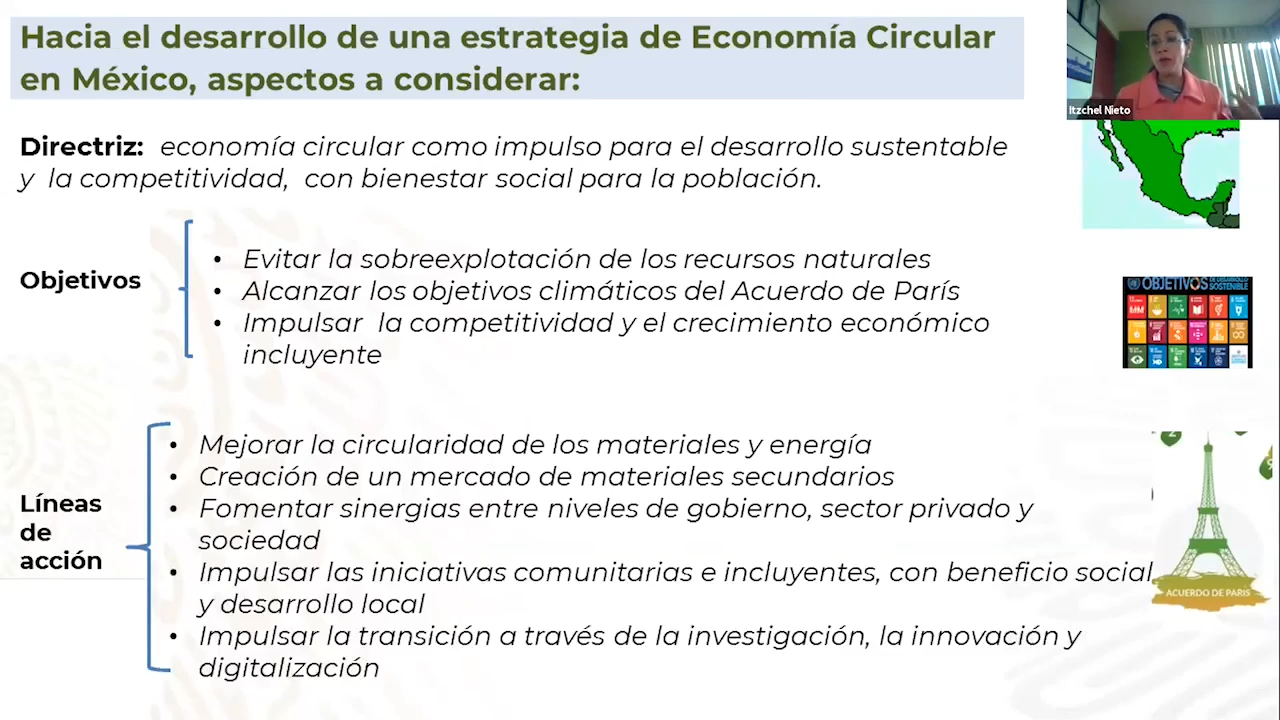 Hacia el desarrollo de una estrategia de Economía Circular
en México, aspectos a considerar:
Itzchel Nieto
Directriz: economía circular como impulso para el desarrollo sustentable
y la competitividad, con bienestar social para la población.
Objetivos
• Evitar la sobreexplotación de los recursos naturales
• Alcanzar los objetivos climáticos del Acuerdo de París
• Impulsar la competitividad y el crecimiento económico
incluyente
OBJETIVOS DE DESARROLLO
SOSTENIBLE
Líneas
de
acción
• Mejorar la circularidad de los materiales y energía
• Creación de un mercado de materiales secundarios
• Fomentar sinergias entre niveles de gobierno, sector privado y
sociedad
• Impulsar las iniciativas comunitarias e incluyentes, con beneficio social
y desarrollo local
• Impulsar la transición a través de la investigación, la innovación y
digitalización
ACUERDO DE PARIS